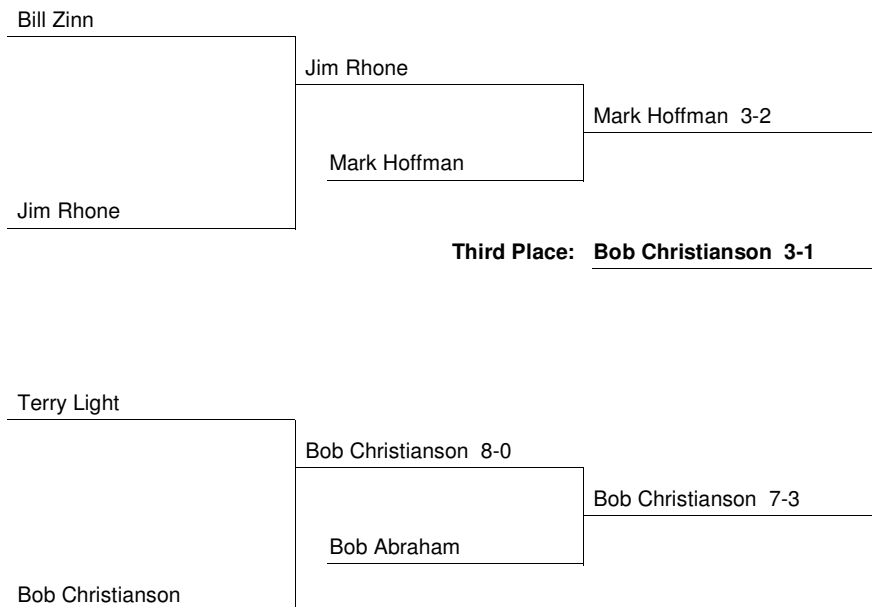 Bill Zinn
Jim Rhone
Mark Hoffman 3-2
Mark Hoffman
Jim Rhone
Third Place: Bob Christianson 3-1
Terry Light
Bob Christianson 8-0
Bob Christianson 7-3
Bob Abraham
Bob Christianson